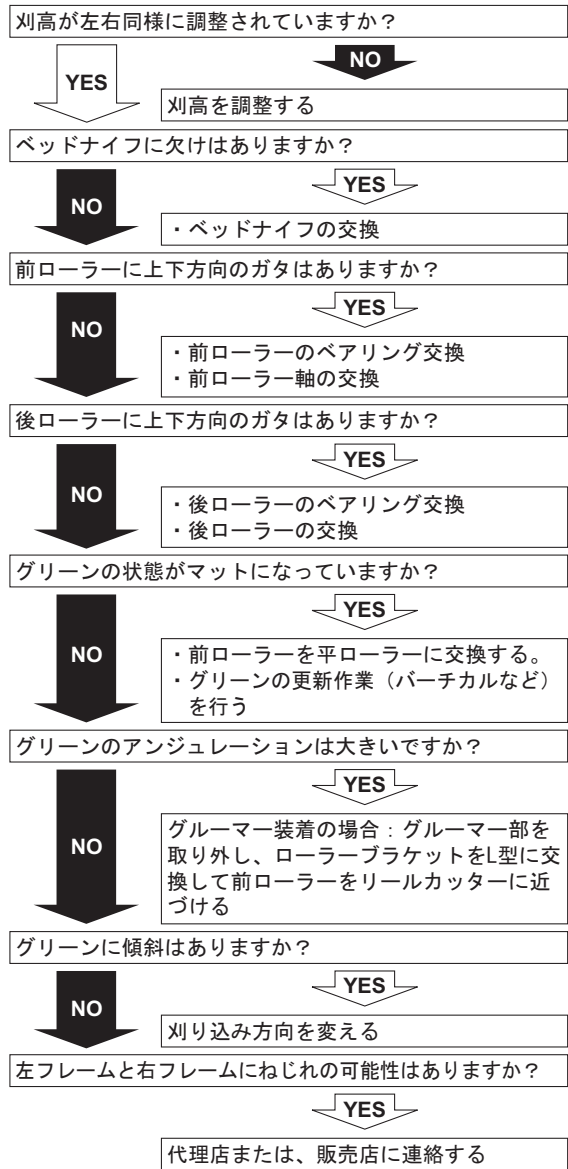 刈高が左右同様に調整されていますか？
YES
NO
刈高を調整する
ベッドナイフに欠けはありますか？
NO
YES
・ベッドナイフの交換
前ローラーに上下方向のガタはありますか？
NO
YES
・前ローラーのベアリング交換
・前ローラー軸の交換
後ローラーに上下方向のガタはありますか？
NO
YES
・後ローラーのベアリング交換
・後ローラーの交換
グリーンの状態がマットになっていますか？
NO
YES
・前ローラーを平ローラーに交換する。
・グリーンの更新作業（バーチカルなど）
を行う
グリーンのアンジュレーションは大きいですか？
NO
YES
グルーマー装着の場合：グルーマー部を
取り外し、ローラーブラケットをL型に交
換して前ローラーをリールカッターに近
づける
グリーンに傾斜はありますか？
NO
YES
刈り込み方向を変える
左フレームと右フレームにねじれの可能性はありますか？
YES
代理店または、販売店に連絡する